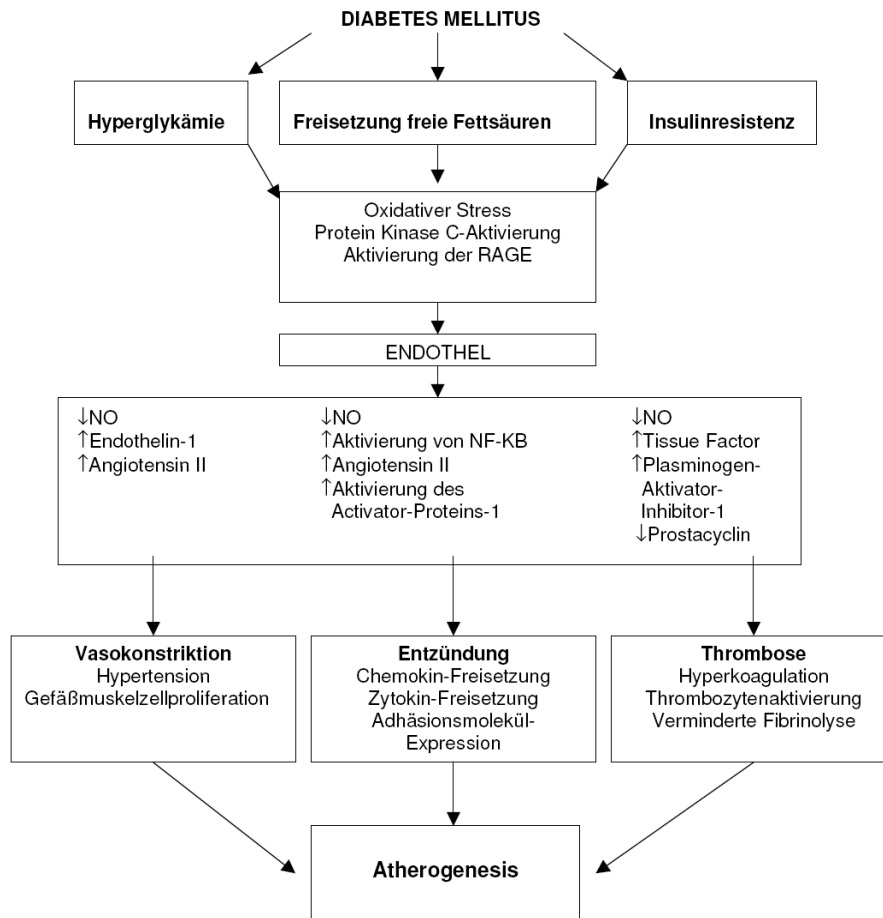 DIABETES MELLITUS
Hyperglykämie
Freisetzung freie Fettsäuren
Insulinresistenz
Oxidativer Stress
Protein Kinase C-Aktivierung
Aktivierung der RAGE
ENDOTHEL
↓NO
↑Endothelin-1
↑Angiotensin II
↓NO
↑Aktivierung von NF-KB
↑Angiotensin II
↑Aktivierung des
Activator-Proteins-1
↓NO
↑Tissue Factor
↑Plasminogen-
Aktivator-
Inhibitor-1
↓Prostacyclin
Vasokonstriktion
Hypertension
Gefäßmuskelzellproliferation
Entzündung
Chemokin-Freisetzung
Zytokin-Freisetzung
Adhäsionsmolekül-
Expression
Thrombose
Hyperkoagulation
Thrombozytenaktivierung
Verminderte Fibrinolyse
Atherogenesis